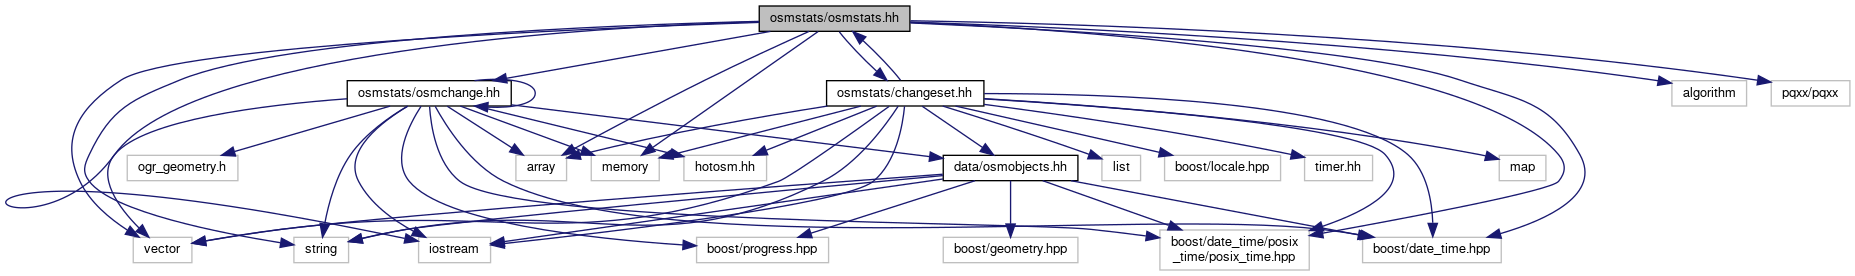 osmstats/osmstats.hh
osmstats/osmchange.hh
osmstats/changeset.hh
algorithm
pqxx/pqxx
ogr_geometry.h
array
memory
hotosm.hh
data/osmobjects.hh
list
boost/locale.hpp
timer.hh
map
vector
string
iostream
boost/progress.hpp
boost/geometry.hpp
boost/date_time/posix
_time/posix_time.hpp
boost/date_time.hpp